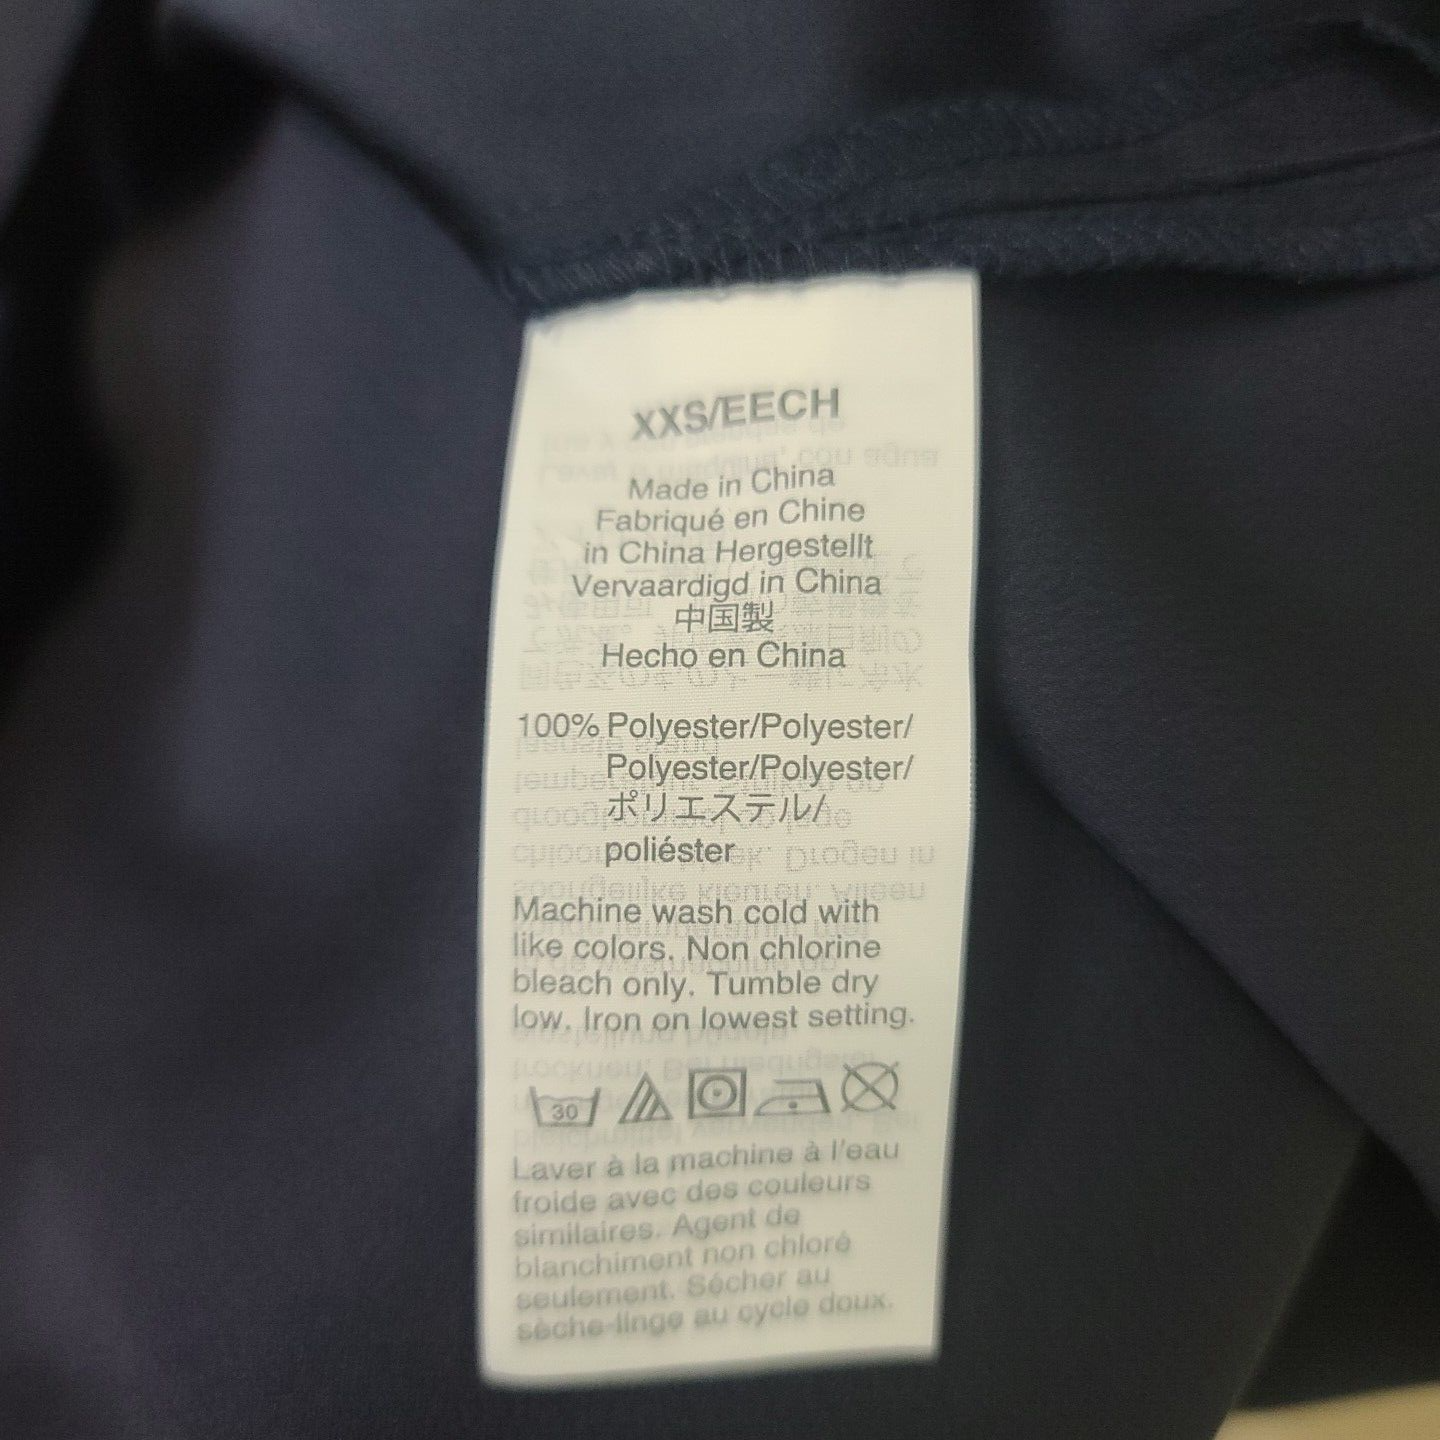 XXS/EECH
Made in China
Fabriqué en Chine
in China Hergestellt
Vervaardigd in China
中国製
Hecho en China
100% Polyester/Polyester/
Polyester/Polyester/
ポリエステル/
poliéster
Machine wash cold with
like colors. Non chlorine
bleach only. Tumble dry
low. Iron on lowest setting.
30
Laver à la machine à l'eau
froide avec des couleurs
similaires. Agent de
blanchiment non chloré
seulement. Sécher au
sèche-linge au cycle doux.